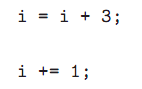 i = i + 3;
i += 1;